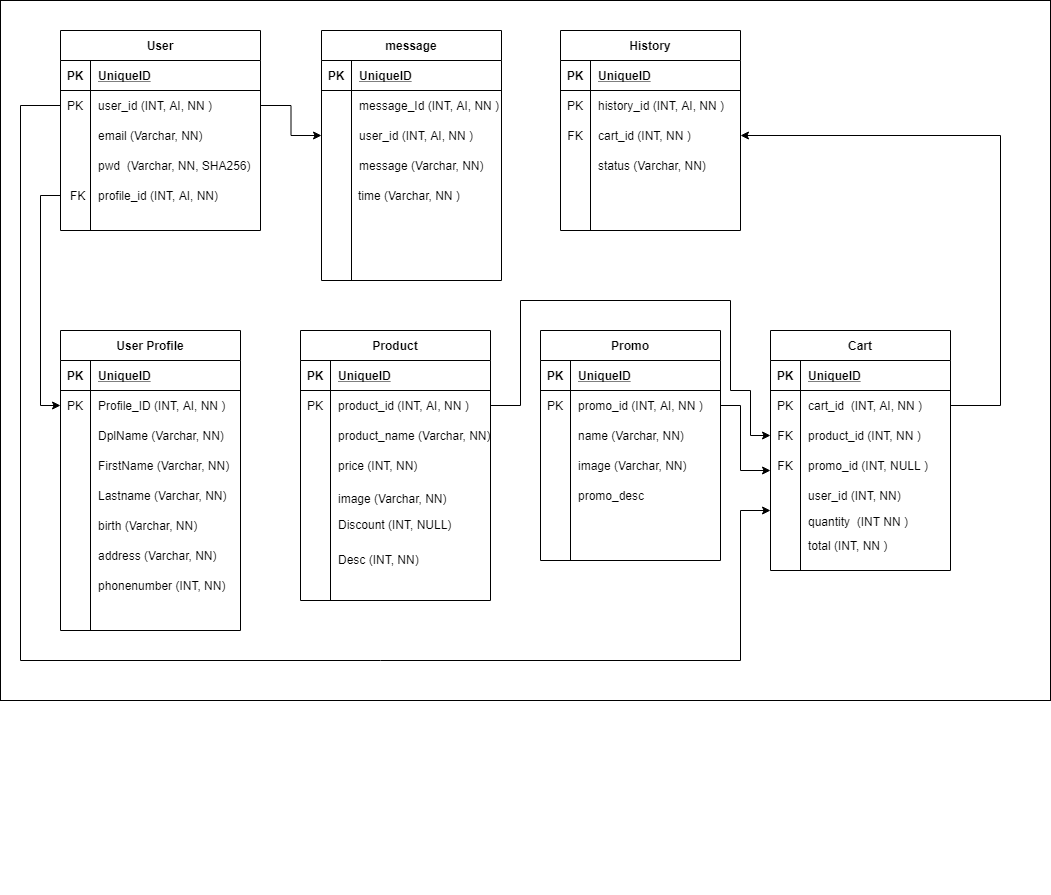 User
PK UniqueID
PK user_id (INT, AI, NN )
email (Varchar, NN)
pwd  (Varchar, NN, SHA256)
FK profile_id (INT, AI, NN)
message
PK UniqueID
message_Id (INT, AI, NN )
user_id (INT, AI, NN )
message (Varchar, NN)
time (Varchar, NN )
History
PK UniqueID
PK history_id (INT, AI, NN )
FK cart_id (INT, NN )
status (Varchar, NN)
User Profile
PK UniqueID
PK Profile_ID (INT, AI, NN )
DplName (Varchar, NN)
FirstName (Varchar, NN)
Lastname (Varchar, NN)
birth (Varchar, NN)
address (Varchar, NN)
phonenumber (INT, NN)
Product
PK UniqueID
PK product_id (INT, AI, NN )
product_name (Varchar, NN)
price (INT, NN)
image (Varchar, NN)
Discount (INT, NULL)
Desc (INT, NN)
Promo
PK UniqueID
PK promo_id (INT, AI, NN )
name (Varchar, NN)
image (Varchar, NN)
promo_desc
Cart
PK UniqueID
PK cart_id  (INT, AI, NN )
FK product_id (INT, NN )
FK promo_id (INT, NULL )
user_id (INT, NN)
quantity  (INT NN )
total (INT, NN )